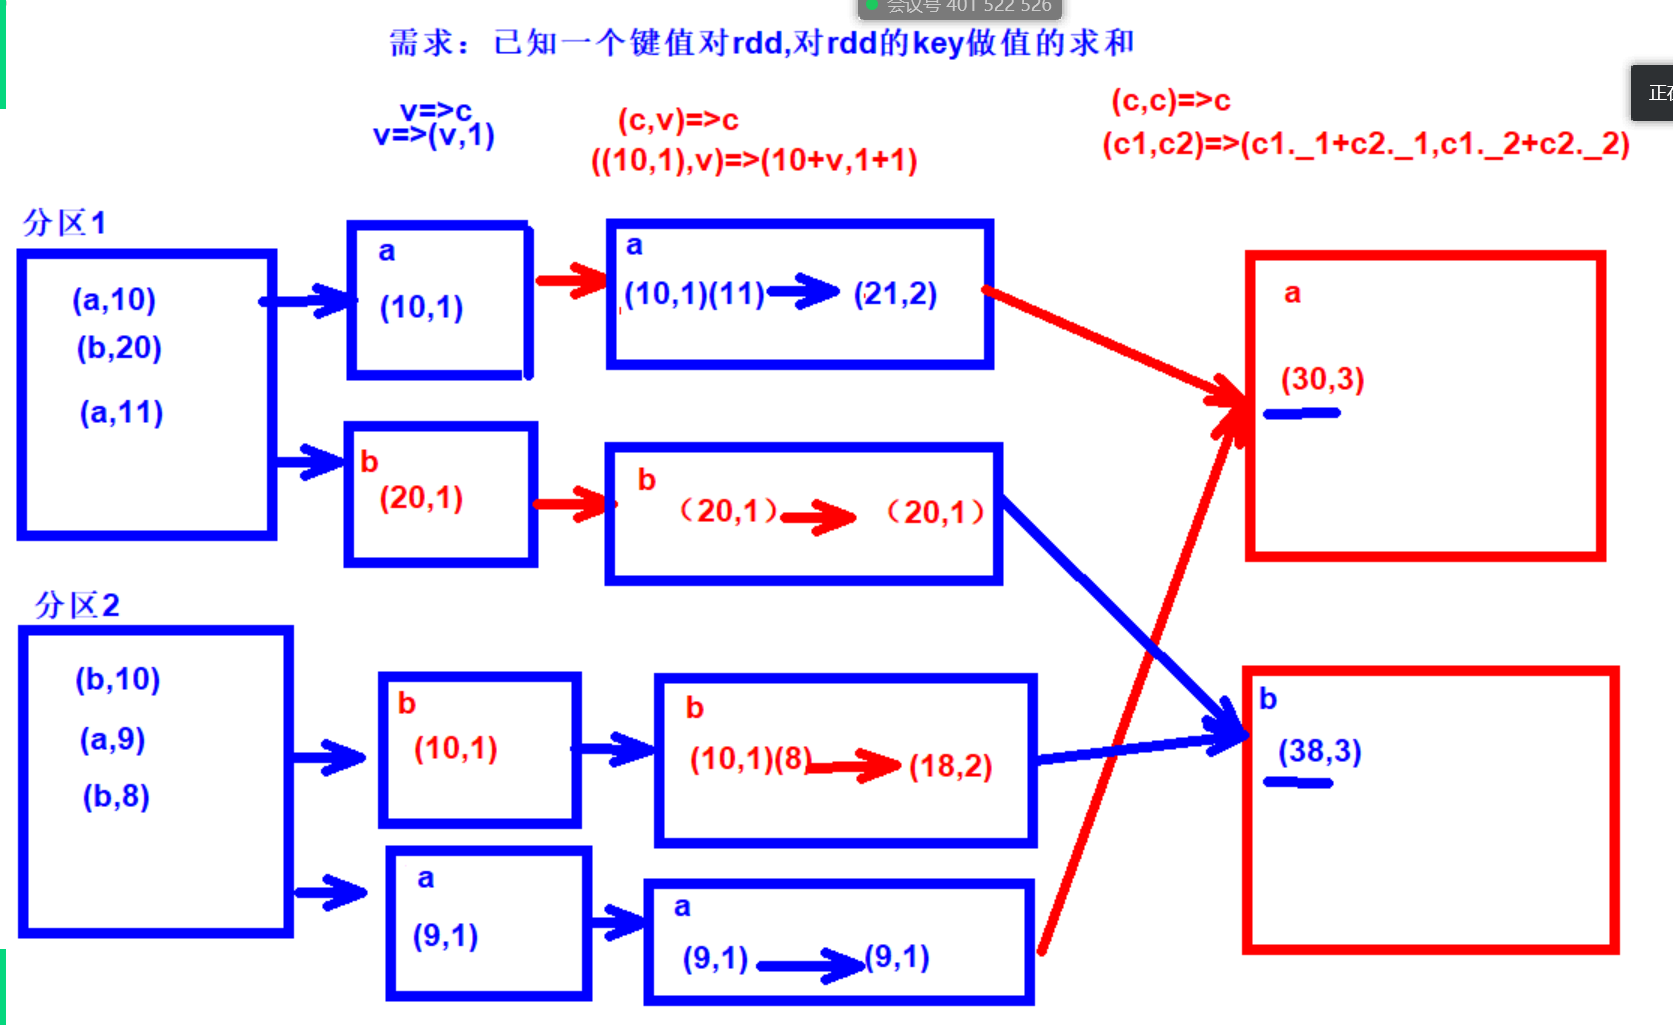 会议号 401 522 526
需求：已知一个键值对rdd,对rdd的key做值的求和
正在
v=>c
v=>(v,1)
(c,v)=>c
((10,1),v)=>(10+v,1+1)
(c,c)=>c
(c1,c2)=>(c1._1+c2._1,c1._2+c2._2)
分区1
(a,10)
(b,20)
(a,11)
a
(10,1)
a
(10,1)(11)
(21,2)
a
(30,3)
b
(20,1)
b
（20,1）
（20,1）
分区2
(b,10)
(a,9)
(b,8)
b
(10,1)
b
(10,1)(8)
(18,2)
b
(38,3)
a
(9,1)
a
(9,1)
(9,1)